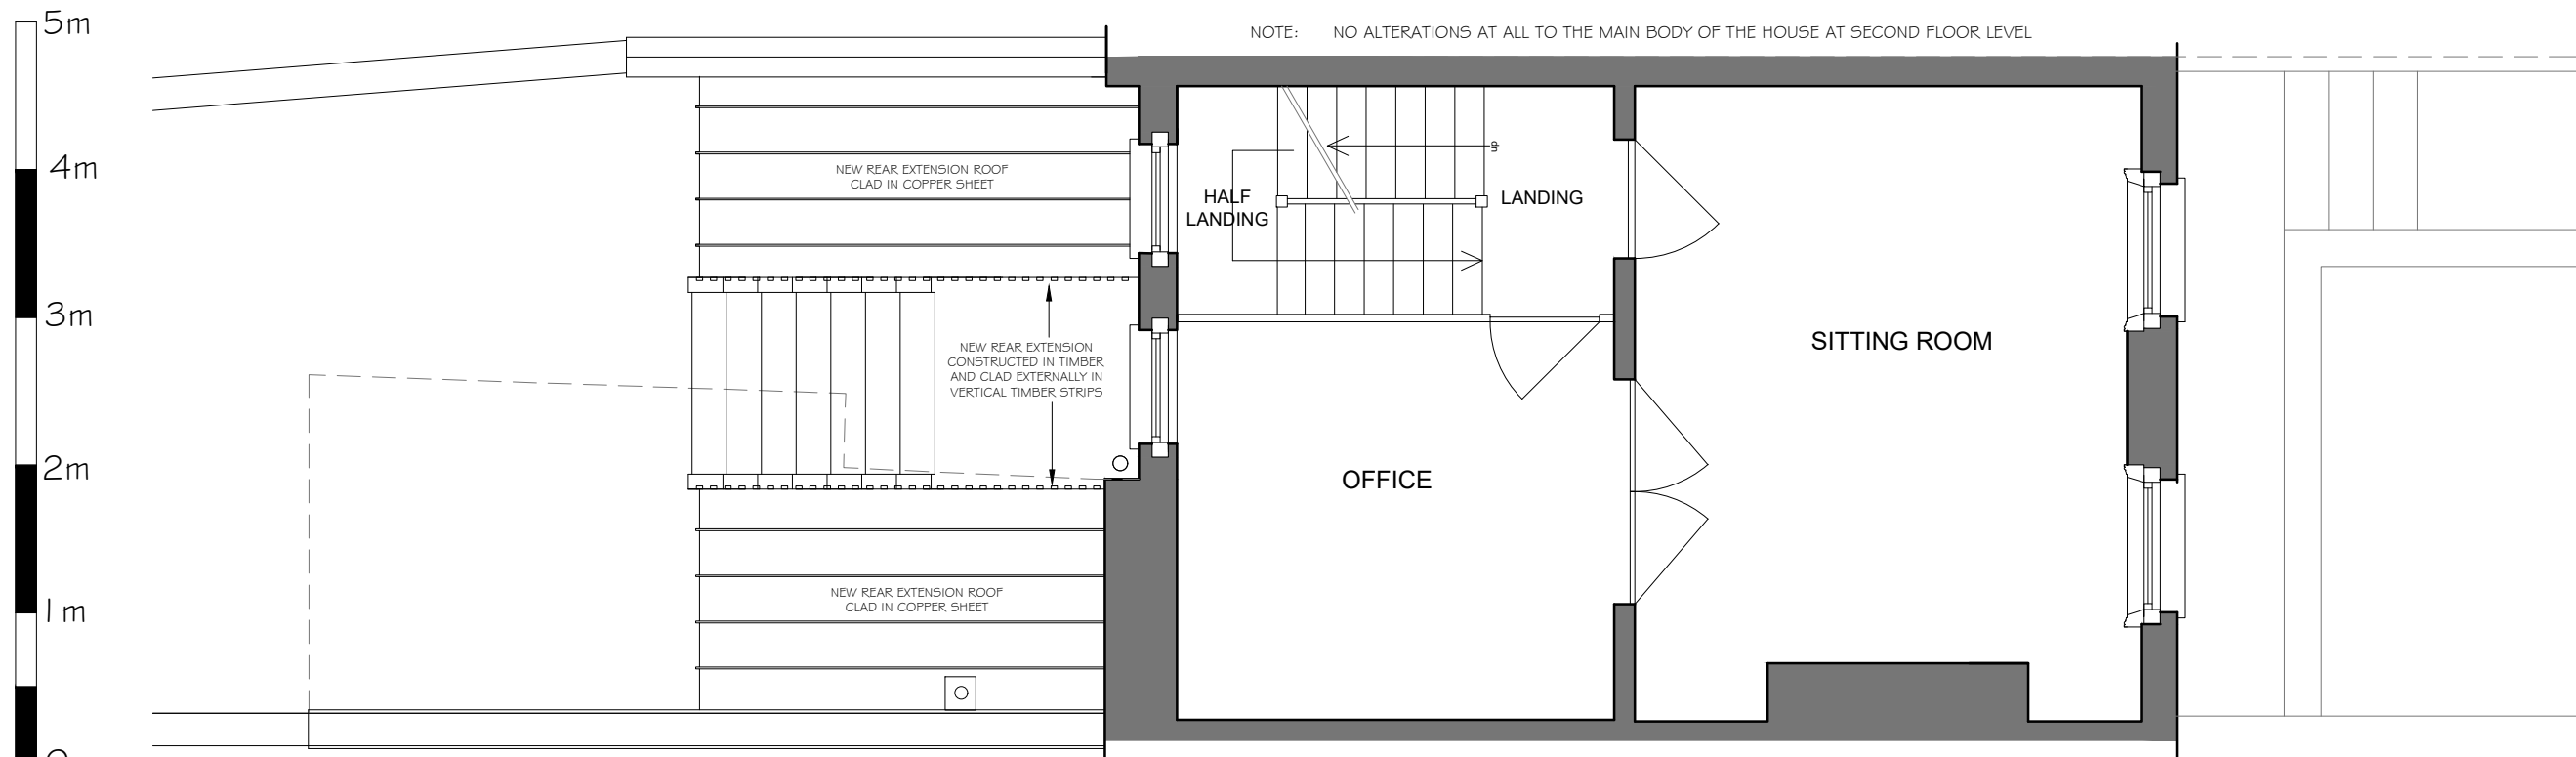 5m
NOTE: NO ALTERATIONS AT ALL TO THE MAIN BODY OF THE HOUSE AT SECOND FLOOR LEVEL
4m
NEW REAR EXTENSION ROOF
CLAD IN COPPER SHEET
HALF
LANDING
dn
LANDING
3m
NEW REAR EXTENSION
CONSTRUCTED IN TIMBER
AND CLAD EXTERNALLY IN
VERTICAL TIMBER STRIPS
SITTING ROOM
2m
OFFICE
1m
NEW REAR EXTENSION ROOF
CLAD IN COPPER SHEET